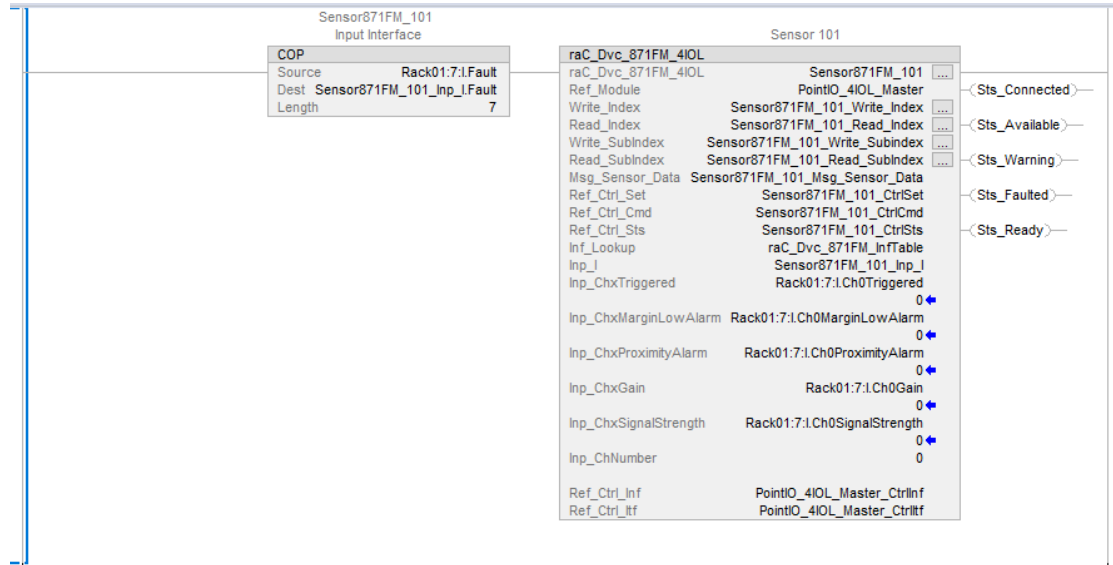 Sensor871FM_101
Input Interface
COP
Source Rack01:7:I.Fault
Dest Sensor871FM_101_Inp_I.Fault
Length 7
Sensor 101
raC_Dvc_871FM_4IOL
raC_Dvc_871FM_4IOL Sensor871FM_101 ...
Ref_Module PointIO_4IOL_Master
Write_Index Sensor871FM_101_Write_Index ...
Read_Index Sensor871FM_101_Read_Index ...
Write_SubIndex Sensor871FM_101_Write_Subindex ...
Read_SubIndex Sensor871FM_101_Read_SubIndex ...
Msg_Sensor_Data Sensor871FM_101_Msg_Sensor_Data
Ref_Ctrl_Set Sensor871FM_101_CtrlSet
Ref_Ctrl_Cmd Sensor871FM_101_CtrlCmd
Ref_Ctrl_Sts Sensor871FM_101_CtrlSts
Inf_Lookup raC_Dvc_871FM_InfTable
Inp_I Sensor871FM_101_Inp_I
Inp_ChxTriggered Rack01:7:I.Ch0Triggered
0
Inp_ChxMarginLowAlarm Rack01:7:I.Ch0MarginLowAlarm
0
Inp_ChxProximityAlarm Rack01:7:I.Ch0ProximityAlarm
0
Inp_ChxGain Rack01:7:I.Ch0Gain
0
Inp_ChxSignalStrength Rack01:7:I.Ch0SignalStrength
0
Inp_ChNumber 0
Ref_Ctrl_Inf PointIO_4IOL_Master_CtrlInf
Ref_Ctrl_Itf PointIO_4IOL_Master_CtrlItf
Sts_Connected
Sts_Available
Sts_Warning
Sts_Faulted
Sts_Ready